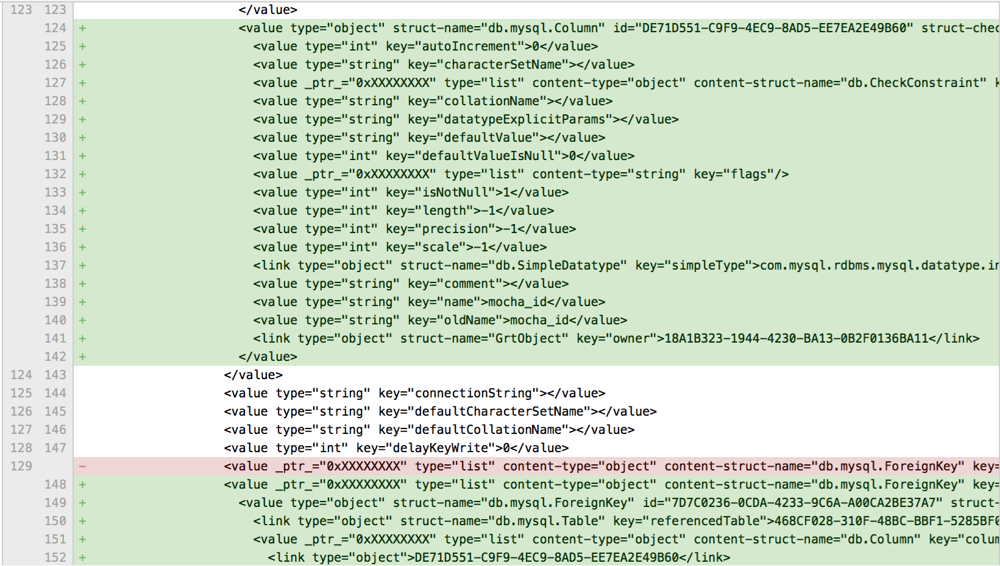 123 123 </value>
124 + <value type="object" struct-name="db.mysql.Column" id="DE71D551-C9F9-4EC9-8AD5-EE7EA2E49B60" struct-chec
125 + <value type="int" key="autoIncrement">0</value>
126 + <value type="string" key="characterSetName"></value>
127 + <value _ptr_="0xXXXXXXXX" type="list" content-type="object" content-struct-name="db.CheckConstraint" k
128 + <value type="string" key="collationName"></value>
129 + <value type="string" key="datatypeExplicitParams"></value>
130 + <value type="string" key="defaultValue"></value>
131 + <value type="int" key="defaultValueIsNull">0</value>
132 + <value _ptr_="0xXXXXXXXX" type="list" content-type="string" key="flags"/>
133 + <value type="int" key="isNotNull">1</value>
134 + <value type="int" key="length">-1</value>
135 + <value type="int" key="precision">-1</value>
136 + <value type="int" key="scale">-1</value>
137 + <link type="object" struct-name="db.SimpleDatatype" key="simpleType">com.mysql.rdbms.mysql.datatype.in
138 + <value type="string" key="comment"></value>
139 + <value type="string" key="name">mocha_id</value>
140 + <value type="string" key="oldName">mocha_id</value>
141 + <link type="object" struct-name="GrtObject" key="owner">18A1B323-1944-4230-BA13-0B2F0136BA11</link>
142 + </value>
124 143 </value>
125 144 <value type="string" key="connectionString"></value>
126 145 <value type="string" key="defaultCharacterSetName"></value>
127 146 <value type="string" key="defaultCollationName"></value>
128 147 <value type="int" key="delayKeyWrite">0</value>
129 - <value _ptr_="0xXXXXXXXX" type="list" content-type="object" content-struct-name="db.mysql.ForeignKey" key=
148 + <value _ptr_="0xXXXXXXXX" type="list" content-type="object" content-struct-name="db.mysql.ForeignKey" key=
149 + <value type="object" struct-name="db.mysql.ForeignKey" id="7D7C0236-0CDA-4233-9C6A-A00CA2BE37A7" struct-
150 + <link type="object" struct-name="db.mysql.Table" key="referencedTable">468CF028-310F-48BC-BBF1-5285BF0
151 + <value _ptr_="0xXXXXXXXX" type="list" content-type="object" content-struct-name="db.Column" key="colum
152 + <link type="object">DE71D551-C9F9-4EC9-8AD5-EE7EA2E49B60</link>